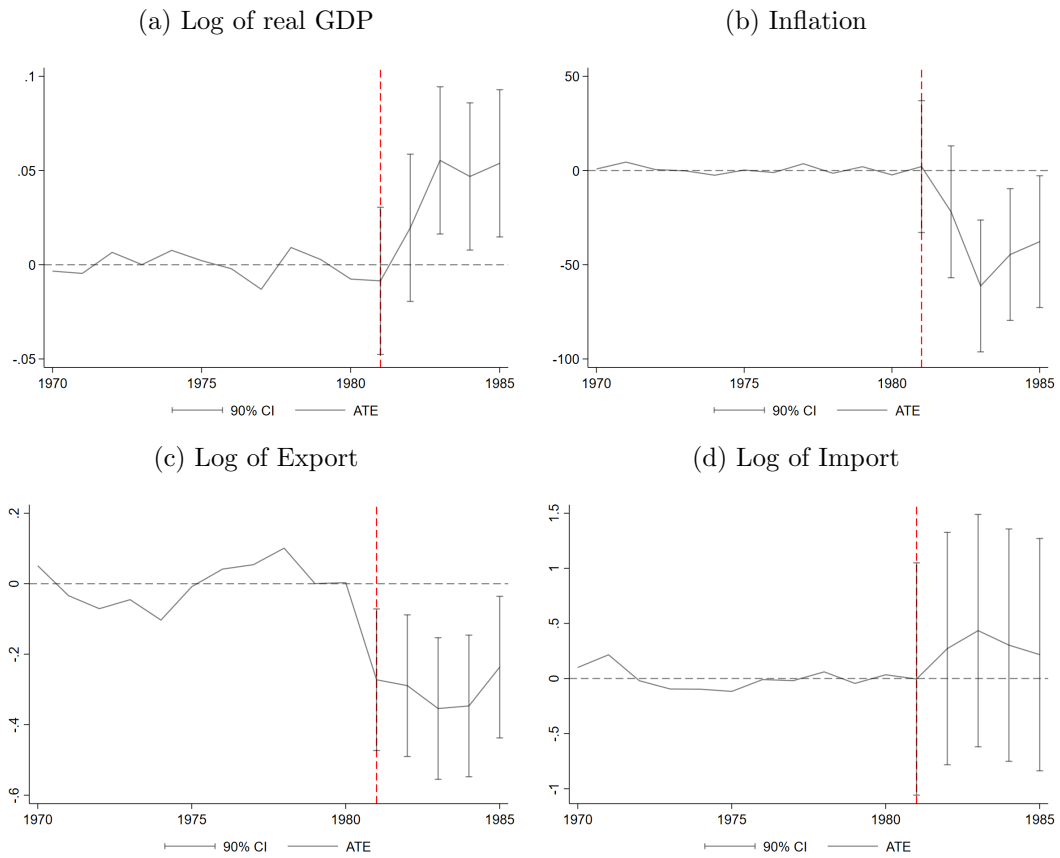 (a) Log of real GDP
.1
.05
0
-.05
1970 1975 1980 1985
90% CI ATE
(b) Inflation
50
0
-50
-100
1970 1975 1980 1985
90% CI ATE
(c) Log of Export
.2
0
-.2
-.4
-.6
1970 1975 1980 1985
90% CI ATE
(d) Log of Import
1.5
1
.5
0
-.5
-1
1970 1975 1980 1985
90% CI ATE